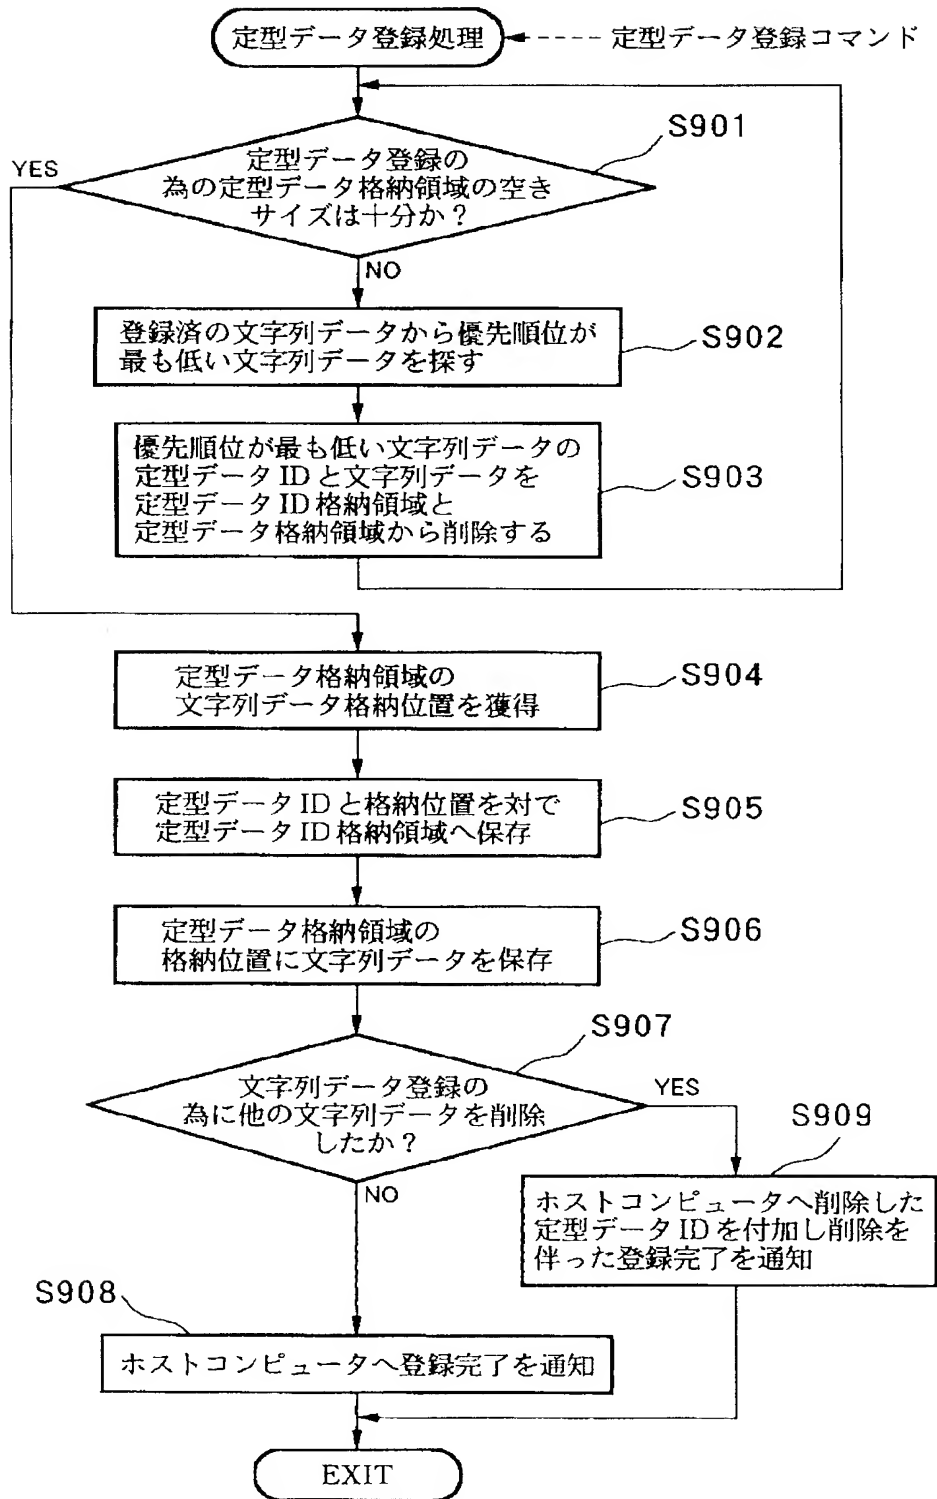 定型データ登録処理
定型データ登録コマンド
S901
YES
定型データ登録の
為の定型データ格納領域の空き
サイズは十分か？
NO
S902
登録済の文字列データから優先順位が
最も低い文字列データを探す
優先順位が最も低い文字列データの
定型データIDと文字列データを
定型データID格納領域と
定型データ格納領域から削除する
S903
定型データ格納領域の
文字列データ格納位置を獲得
S904
定型データIDと格納位置を対で
定型データID格納領域へ保存
S905
定型データ格納領域の
格納位置に文字列データを保存
S906
S907
文字列データ登録の
為に他の文字列データを削除
したか？
YES
NO
S909
ホストコンピュータへ削除した
定型データIDを付加し削除を
伴った登録完了を通知
S908
ホストコンピュータへ登録完了を通知
EXIT